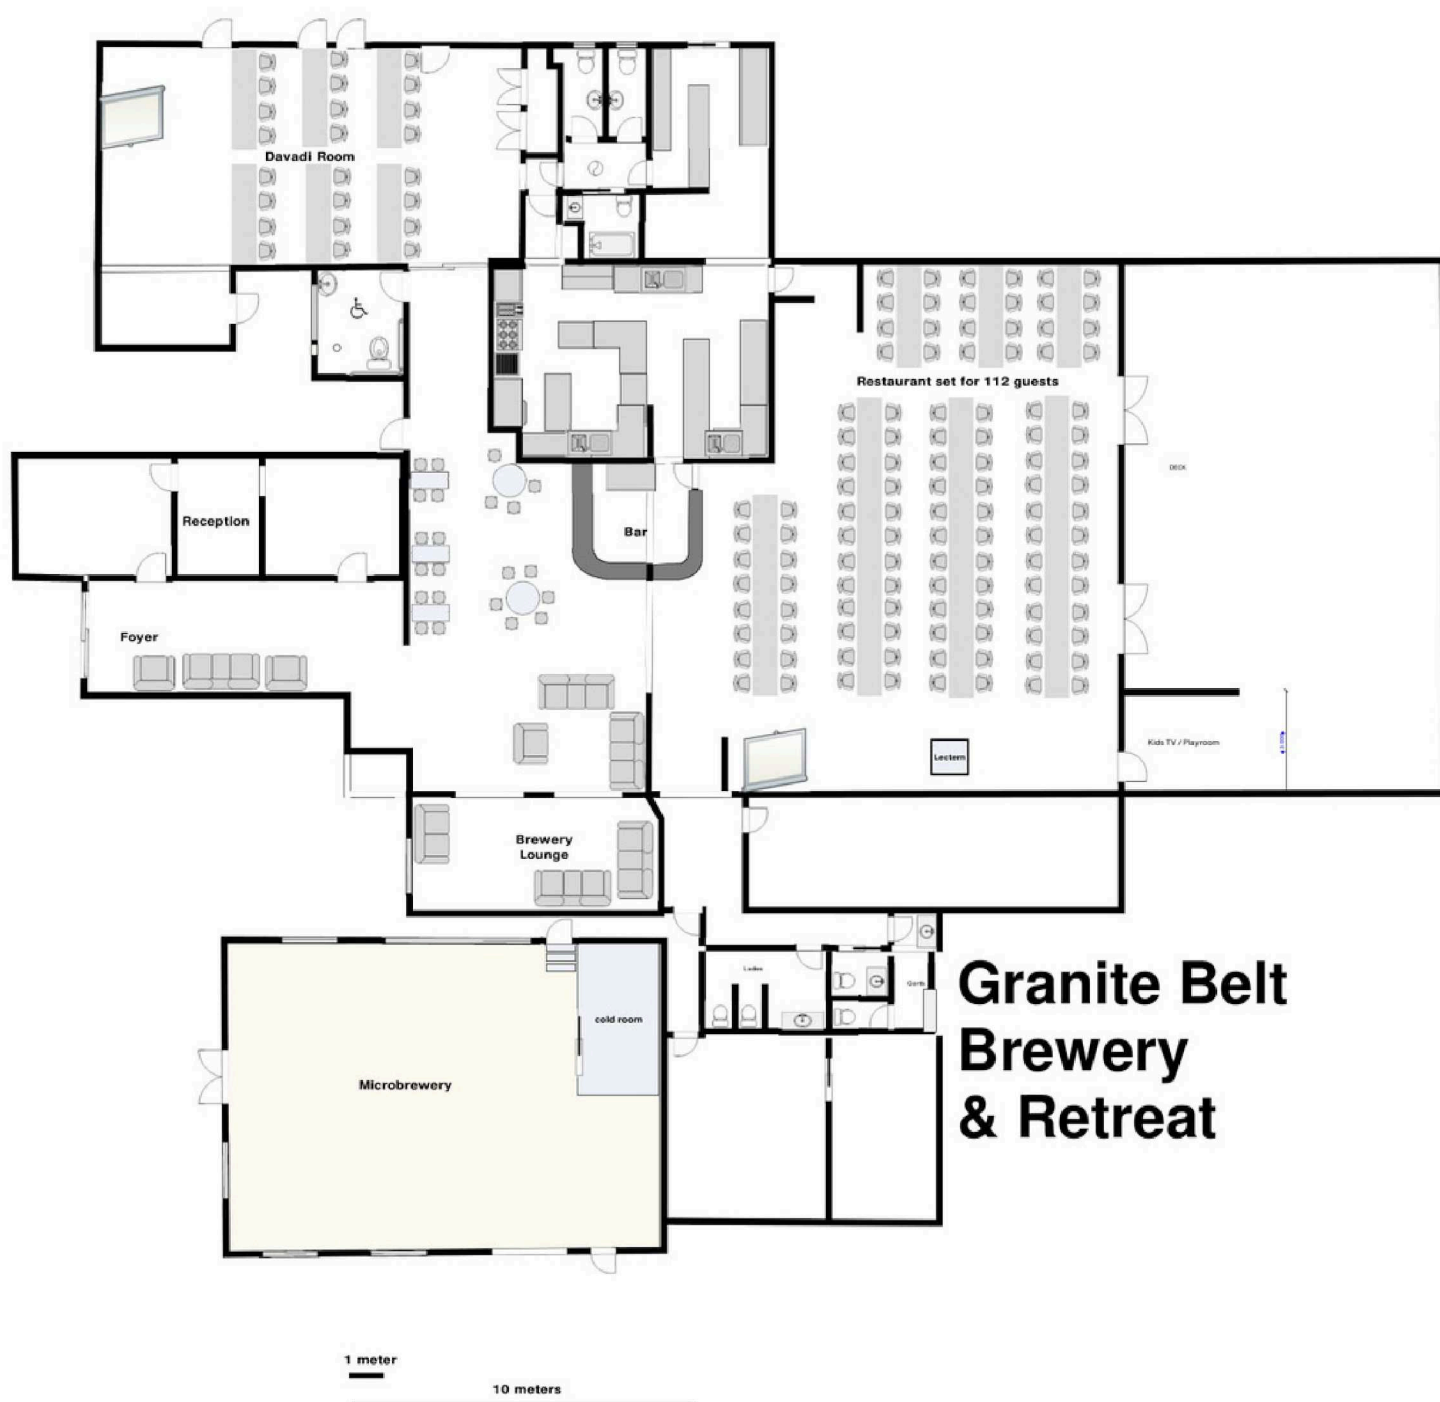 Davadi Room
Restaurant set for 112 guests
DECK
Reception
Bar
Foyer
Kids TV / Playroom
Lectern
Brewery
Lounge
Ladies
Gents
cold room
Microbrewery
Granite Belt
Brewery
& Retreat
1 meter
10 meters